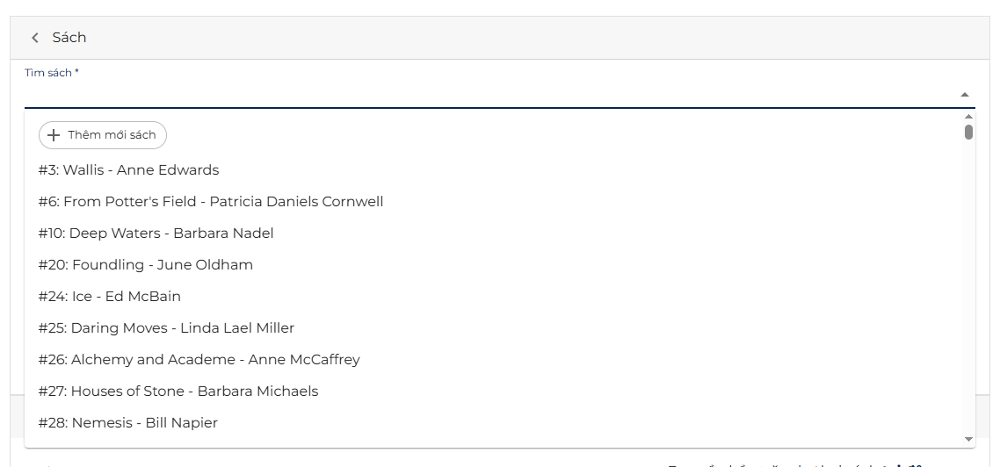 Sách
Tìm sách *
Thêm mới sách
#3: Wallis - Anne Edwards
#6: From Potter's Field - Patricia Daniels Cornwell
#10: Deep Waters - Barbara Nadel
#20: Foundling - June Oldham
#24: Ice - Ed McBain
#25: Daring Moves - Linda Lael Miller
#26: Alchemy and Academe - Anne McCaffrey
#27: Houses of Stone - Barbara Michaels
#28: Nemesis - Bill Napier